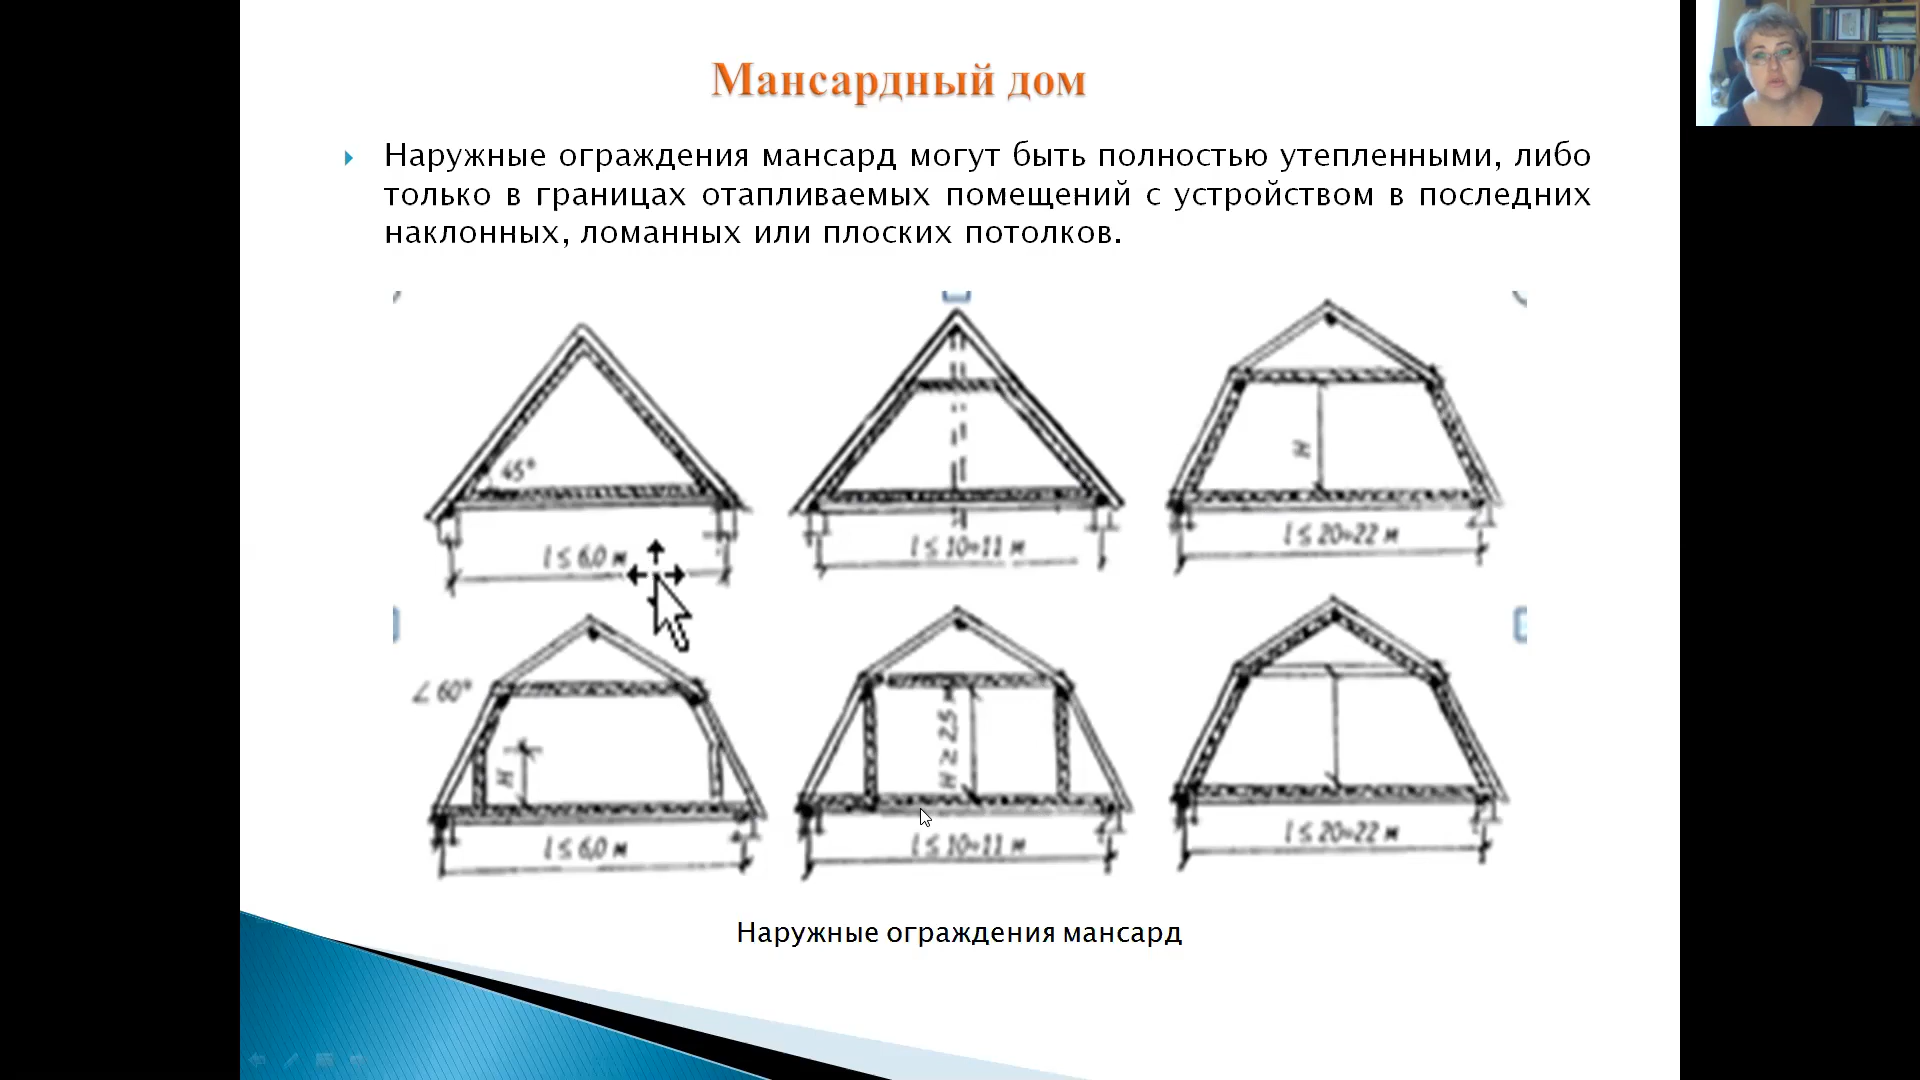 Мансардный дом
Наружные ограждения мансард могут быть полностью утепленными, либо
только в границах отапливаемых помещений с устройством в последних
наклонных, ломанных или плоских потолков.
45°
H
l ≤ 6,0 м
l ≤ 10÷11 м
l ≤ 20÷22 м
∠ 60°
H
H ≥ 2,5 м
l ≤ 6,0 м
l ≤ 10÷11 м
l ≤ 20÷22 м
Наружные ограждения мансард